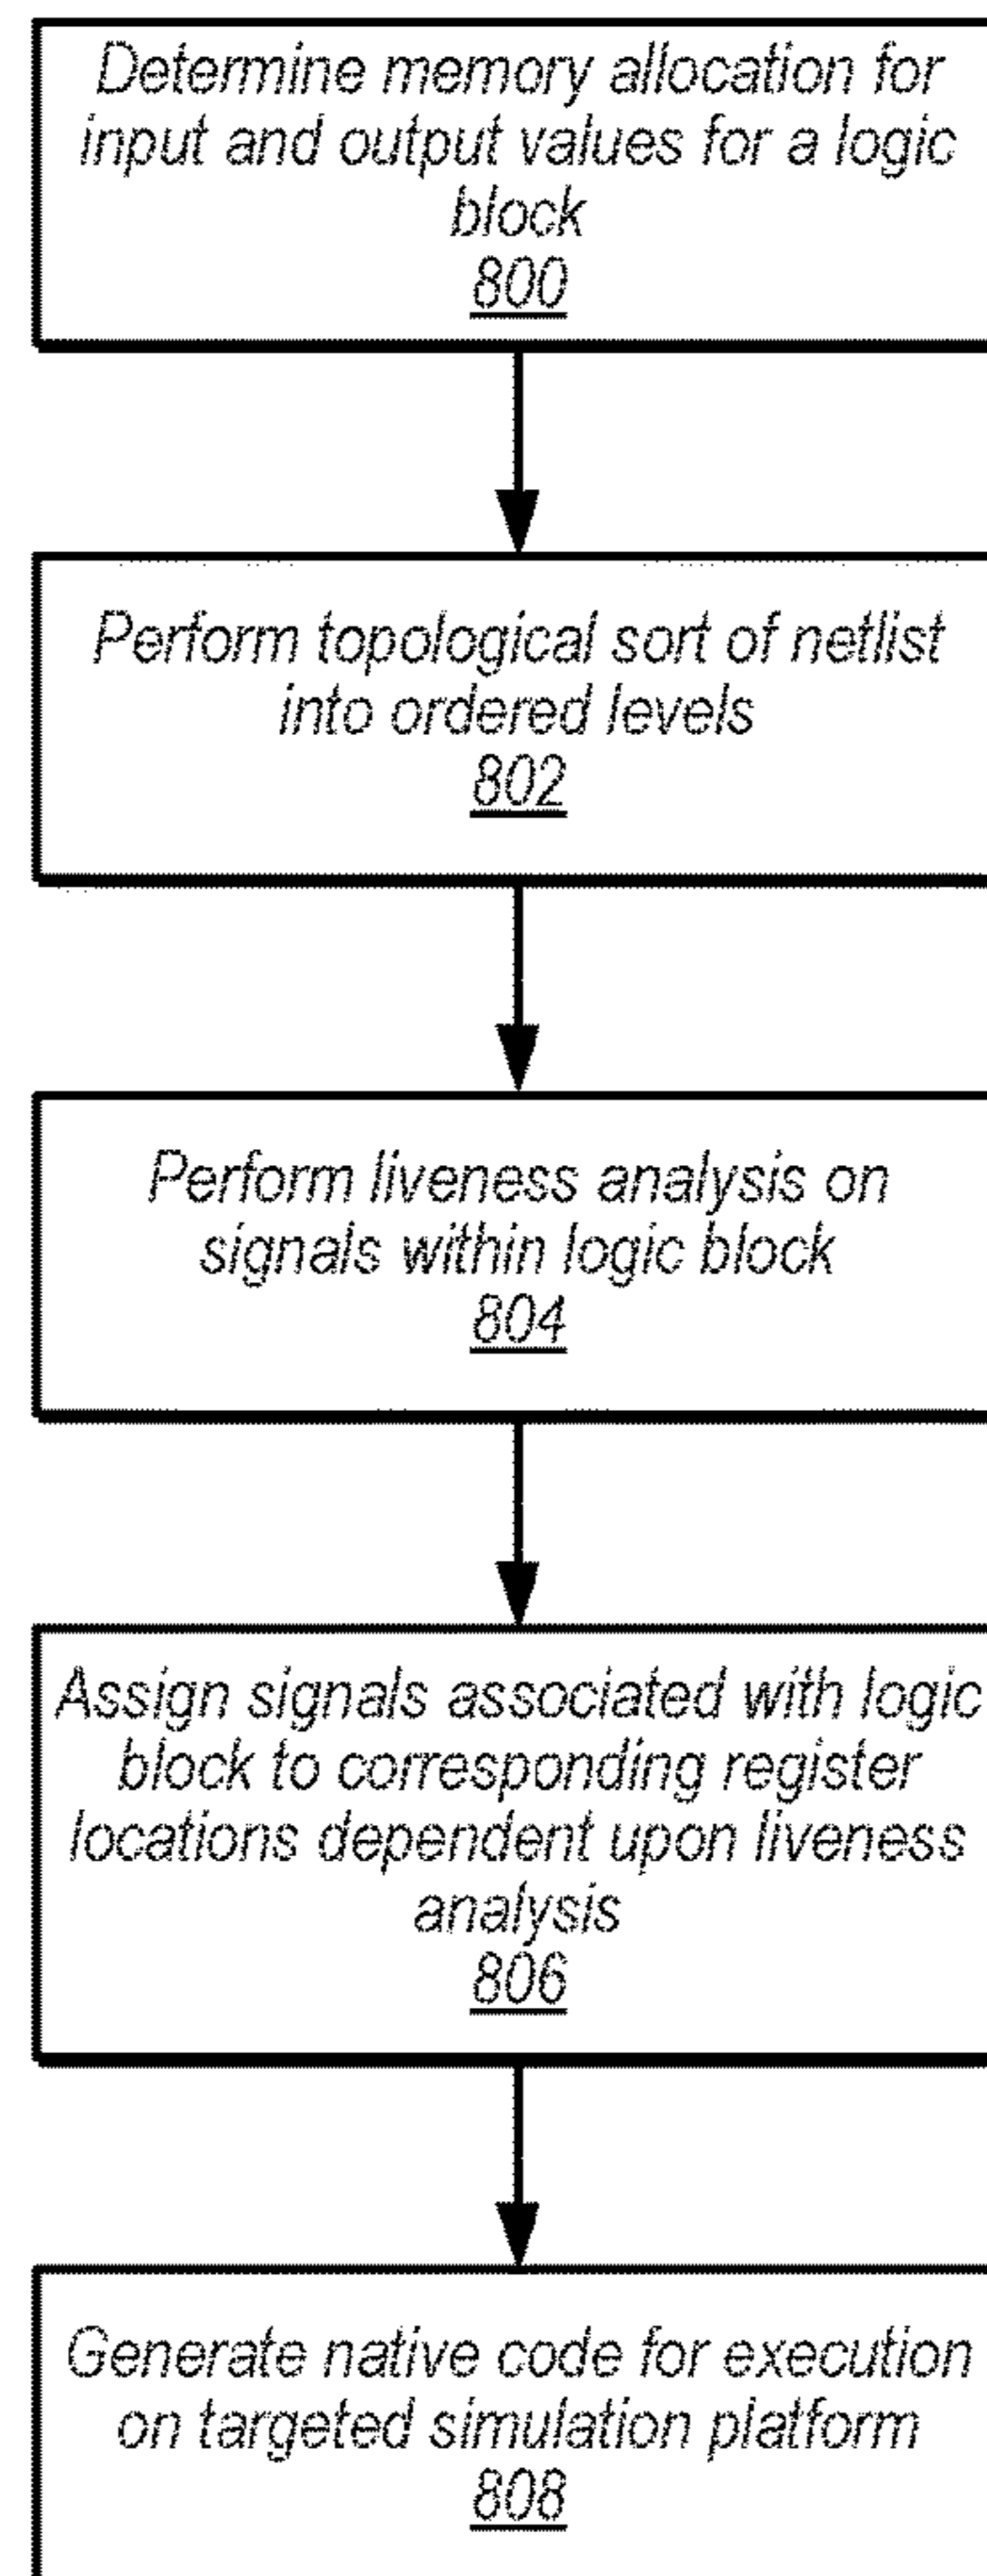 Determine memory allocation for
input and output values for a logic
block
800
Perform topological sort of netlist
into ordered levels
802
Perform liveness analysis on
signals within logic block
804
Assign signals associated with logic
block to corresponding register
locations dependent upon liveness
analysis
806
Generate native code for execution
on targeted simulation platform
808